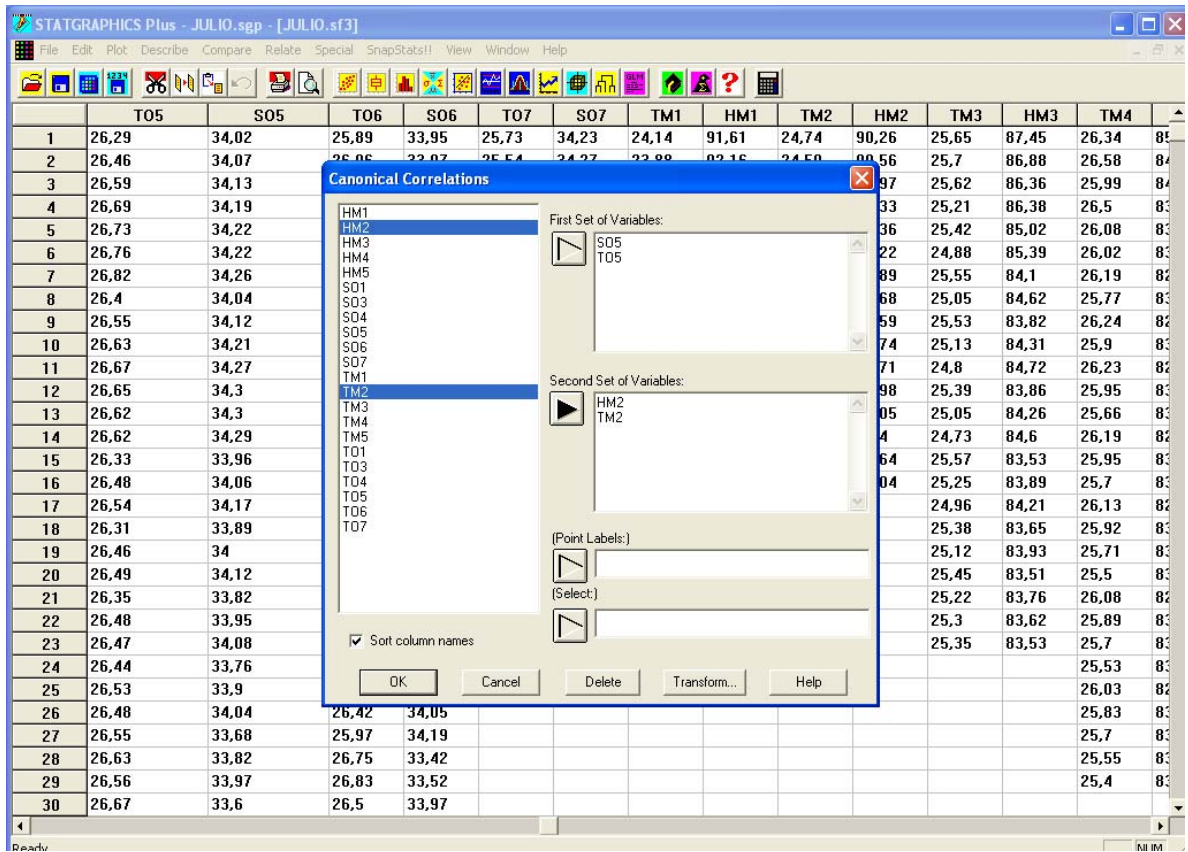 STATGRAPHICS Plus - JULIO.sgp - [JULIO.sf3]
File Edit Plot Describe Compare Relate Special SnapStats!! View Window Help
TO5 SO5 TO6 SO6 TO7 SO7 TM1 HM1 TM2 HM2 TM3 HM3 TM4
1 26,29 34,02 25,89 33,95 25,73 34,23 24,14 91,61 24,74 90,26 25,65 87,45 26,34
2 26,46 34,07 25,7 86,88 26,58
3 26,59 34,13 25,62 86,36 25,99
4 26,69 34,19 25,21 86,38 26,5
5 26,73 34,22 25,42 85,02 26,08
6 26,76 34,22 24,88 85,39 26,02
7 26,82 34,26 25,55 84,1 26,19
8 26,4 34,04 25,05 84,62 25,77
9 26,55 34,12 25,53 83,82 26,24
10 26,63 34,21 25,13 84,31 25,9
11 26,67 34,27 24,8 84,72 26,23
12 26,65 34,3 25,39 83,86 25,95
13 26,62 34,3 25,05 84,26 25,66
14 26,62 34,29 24,73 84,6 26,19
15 26,33 33,96 25,57 83,53 25,95
16 26,48 34,06 25,25 83,89 25,7
17 26,54 34,17 24,96 84,21 26,13
18 26,31 33,89 25,38 83,65 25,92
19 26,46 34 25,12 83,93 25,71
20 26,49 34,12 25,45 83,51 25,5
21 26,35 33,82 25,22 83,76 26,08
22 26,48 33,95 25,3 83,62 25,89
23 26,47 34,08 25,35 83,53 25,7
24 26,44 33,76 25,53
25 26,53 33,9 26,03
26 26,48 34,04 26,42 34,05 25,83
27 26,55 33,68 25,97 34,19 25,7
28 26,63 33,82 26,75 33,42 25,55
29 26,56 33,97 26,83 33,52 25,4
30 26,67 33,6 26,5 33,97
Canonical Correlations
HM1
HM2
HM3
HM4
HM5
SO1
SO3
SO4
SO5
SO6
SO7
TM1
TM2
TM3
TM4
TM5
TO1
TO3
TO4
TO5
TO6
TO7
Sort column names
First Set of Variables:
SO5
TO5
Second Set of Variables:
HM2
TM2
(Point Labels:)
(Select:)
OK Cancel Delete Transform... Help
Ready NUM